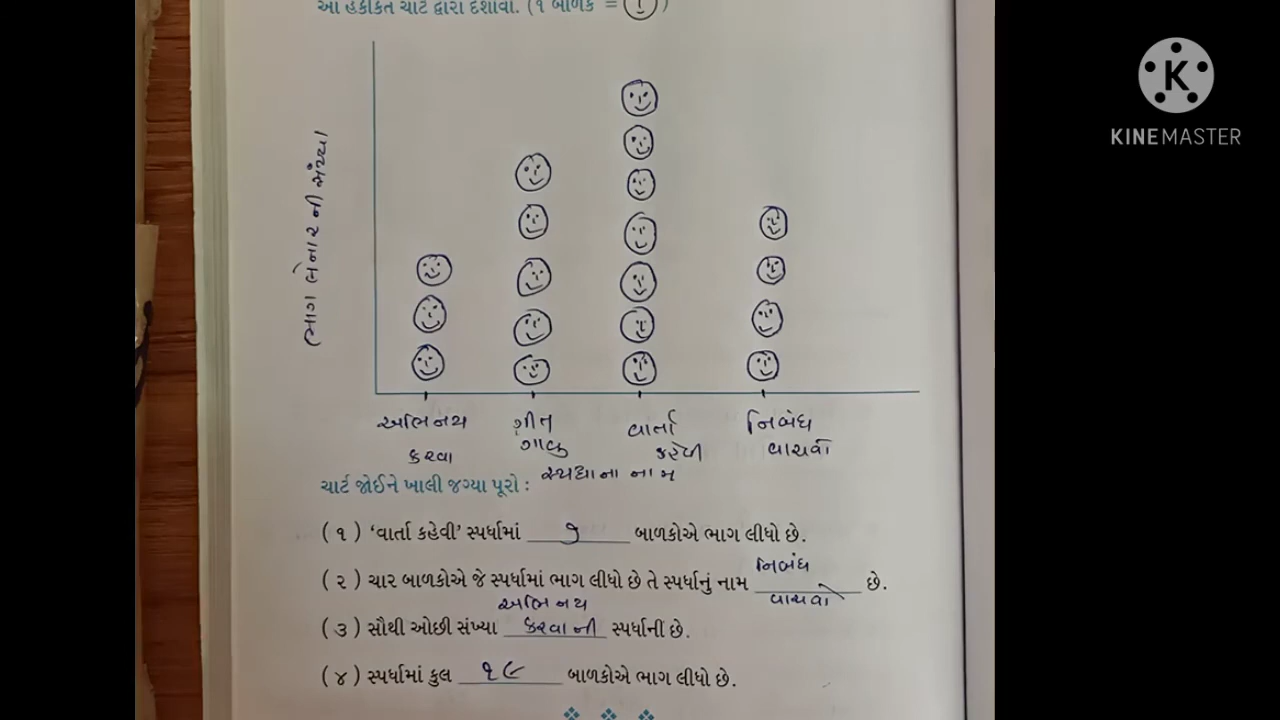 આ હકીકત ચાર્ટ દ્વારા દર્શાવો. (૧ બાળક = )
K
KINEMASTER
ભાગ લેનારની સંખ્યા
અભિનય
કરવા
ગીત
ગાવુ
વાર્તા
કહેવી
નિબંધ
વાચવો
સ્પર્ધાના નામ
ચાર્ટ જોઈને ખાલી જગ્યા પૂરો :
(૧) ‘વાર્તા કહેવી’ સ્પર્ધામાં ૭ બાળકોએ ભાગ લીધો છે.
(૨) ચાર બાળકોએ જે સ્પર્ધામાં ભાગ લીધો છે તે સ્પર્ધાનું નામ નિબંધ વાચવો છે.
(૩) સૌથી ઓછી સંખ્યા અભિનય કરવાની સ્પર્ધાની છે.
(૪) સ્પર્ધામાં કુલ ૧૯ બાળકોએ ભાગ લીધો છે.